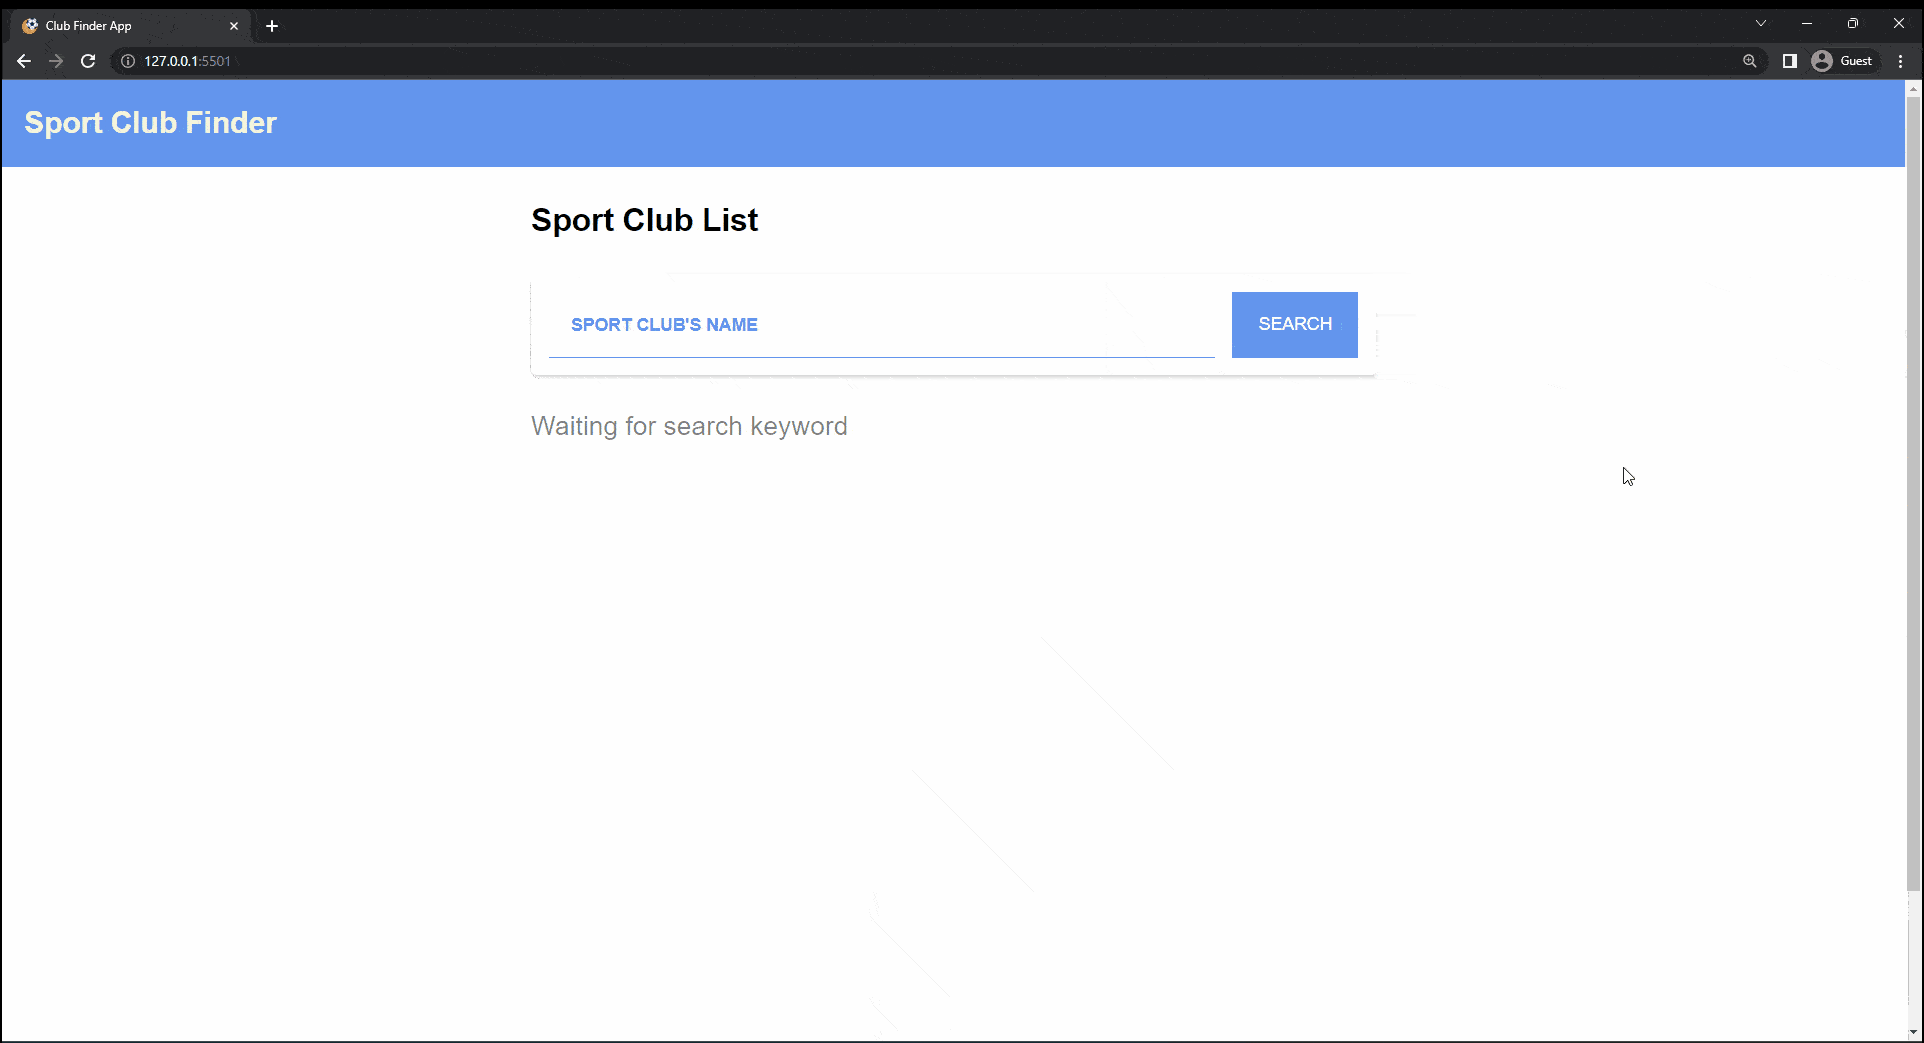 Club Finder App
127.0.0.1:5501
Guest
Sport Club Finder
Sport Club List
SPORT CLUB'S NAME
SEARCH
Waiting for search keyword